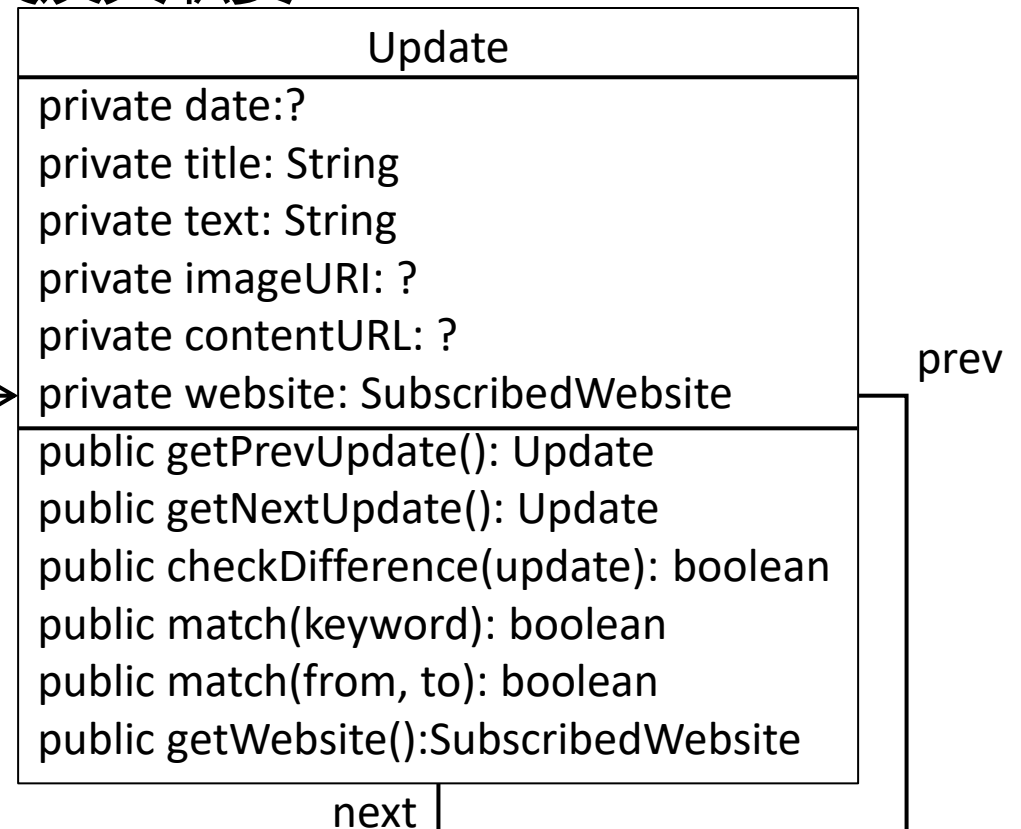 Update
private date:?
private title: String
private text: String
private imageURI: ?
private contentURL: ?
private website: SubscribedWebsite
prev
public getPrevUpdate(): Update
public getNextUpdate(): Update
public checkDifference(update): boolean
public match(keyword): boolean
public match(from, to): boolean
public getWebsite():SubscribedWebsite
next